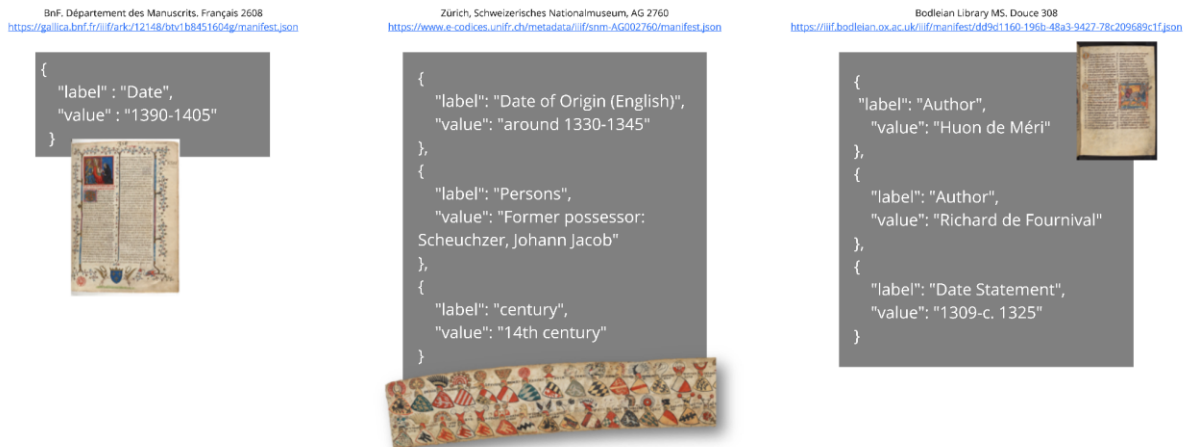 BnF. Département des Manuscrits. Français 2608
https://gallica.bnf.fr/iiif/ark:/12148/btv1b8451604g/manifest.json
{
"label" : "Date",
"value" : "1390-1405"
}
Zürich, Schweizerisches Nationalmuseum, AG 2760
https://www.e-codices.unifr.ch/metadata/iiif/snm-AG002760/manifest.json
{
"label": "Date of Origin (English)",
"value": "around 1330-1345"
},
{
"label": "Persons",
"value": "Former possessor:
Scheuchzer, Johann Jacob"
},
{
"label": "century",
"value": "14th century"
}
Bodleian Library MS. Douce 308
https://iiif.bodleian.ox.ac.uk/iiif/manifest/dd9d1160-196b-48a3-9427-78c209689c1f.json
{
"label": "Author",
"value": "Huon de Méri"
},
{
"label": "Author",
"value": "Richard de Fournival"
},
{
"label": "Date Statement",
"value": "1309-c. 1325"
}